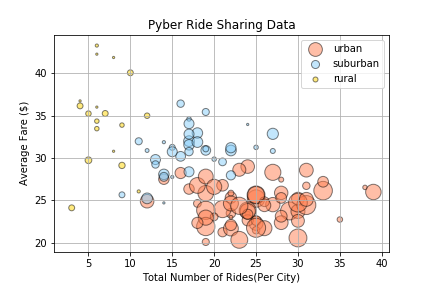 Pyber Ride Sharing Data
urban
suburban
rural
Average Fare ($)
40
35
30
25
20
5 10 15 20 25 30 35 40
Total Number of Rides(Per City)